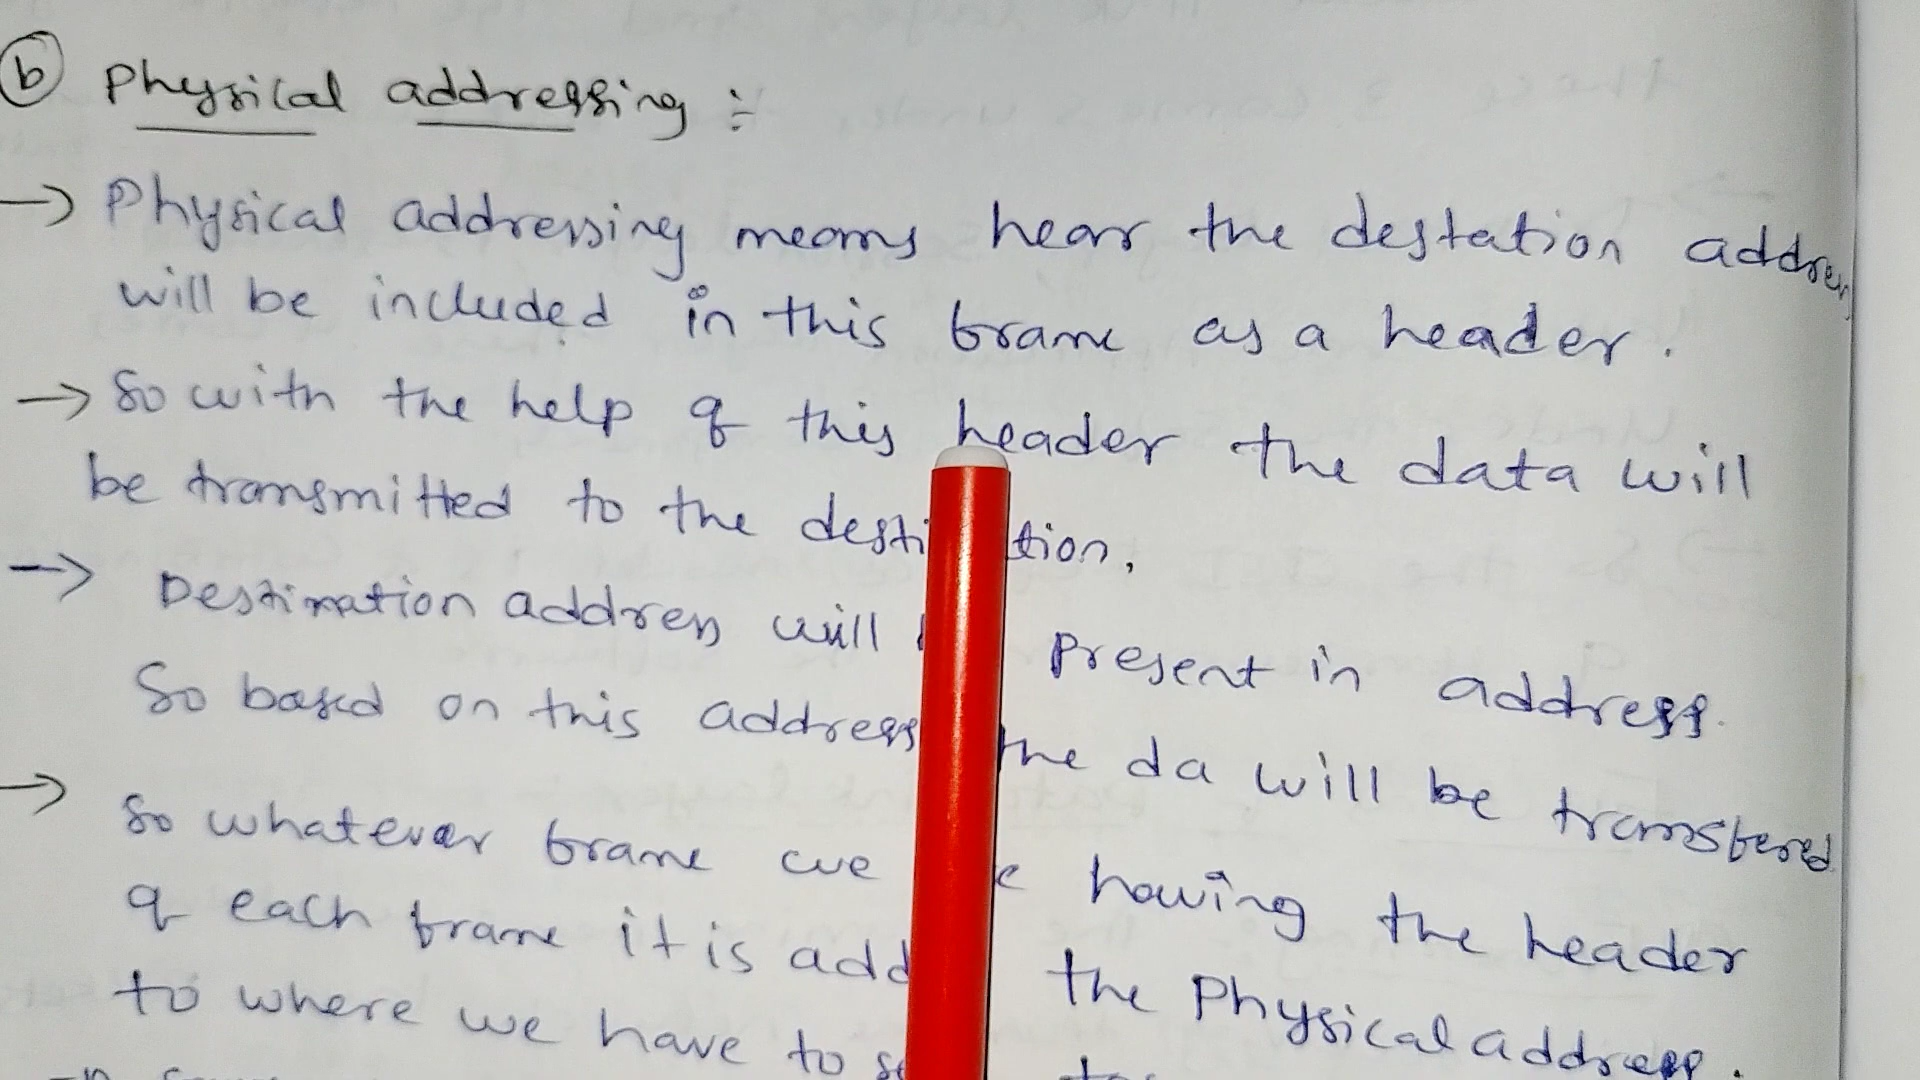 b Physical addressing :-
→ Physical addressing means hear the destation address
will be included in this frame as a header.
→ So with the help of this header the data will
be transmitted to the desti tion,
→ Destination address will present in address.
So based on this address the da will be transfered
→ So whatever frame we having the header
of each frame it is add the Physical address.
to where we have to